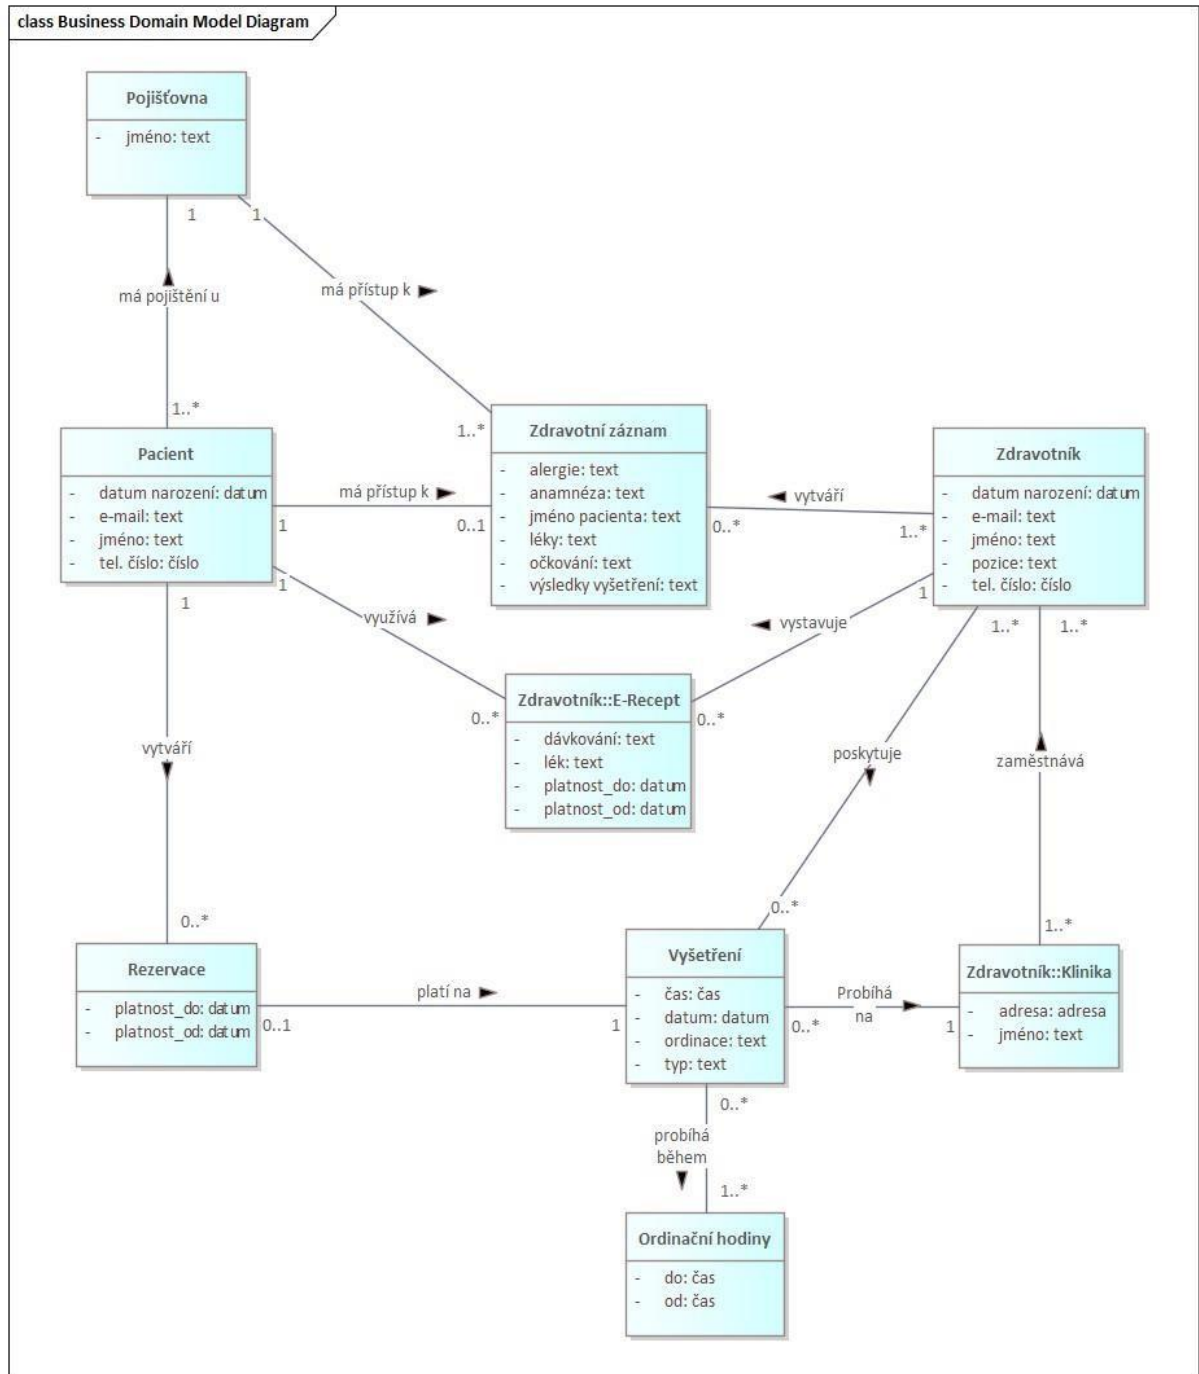 class Business Domain Model Diagram
Pojišťovna
- jméno: text
1
1
má pojištění u
má přístup k
1..*
1..*
Pacient
- datum narození: datum
- e-mail: text
- jméno: text
- tel. číslo: číslo
má přístup k
1
0..1
Zdravotní záznam
- alergie: text
- anamnéza: text
- jméno pacienta: text
- léky: text
- očkování: text
- výsledky vyšetření: text
vytváří
0..*
1..*
Zdravotník
- datum narození: datum
- e-mail: text
- jméno: text
- pozice: text
- tel. číslo: číslo
1
1
využívá
vystavuje
1
1..*
1..*
0..*
0..*
Zdravotník::E-Recept
- dávkování: text
- lék: text
- platnost_do: datum
- platnost_od: datum
vytváří
poskytuje
zaměstnává
0..*
0..*
1..*
Rezervace
- platnost_do: datum
- platnost_od: datum
platí na
0..1
1
Vyšetření
- čas: čas
- datum: datum
- ordinace: text
- typ: text
Probíhá
na
0..*
1
Zdravotník::Klinika
- adresa: adresa
- jméno: text
0..*
probíhá
během
1..*
Ordinační hodiny
- do: čas
- od: čas